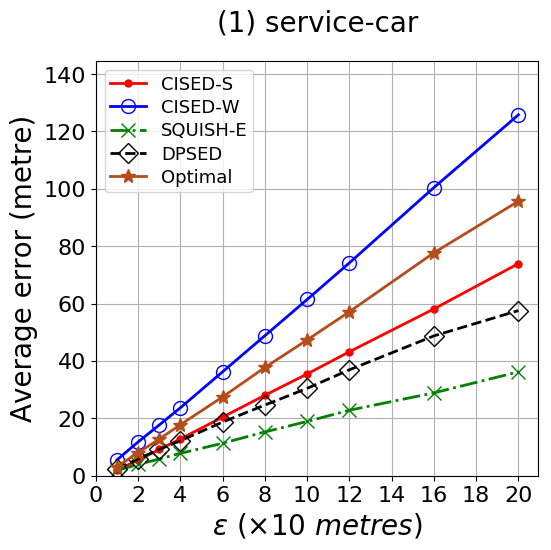 (1) service-car
Average error (metre)
140
120
100
80
60
40
20
0
CISED-S
CISED-W
SQUISH-E
DPSED
Optimal
0 2 4 6 8 10 12 14 16 18 20
ε (×10 metres)